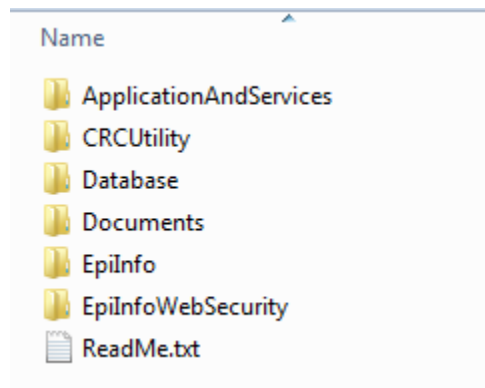 Name
ApplicationAndServices
CRCUtility
Database
Documents
EpiInfo
EpiInfoWebSecurity
ReadMe.txt